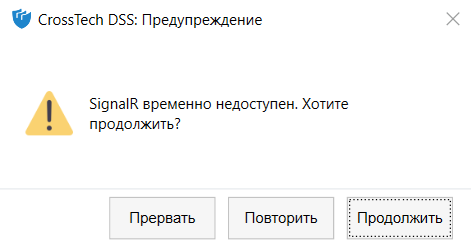 CrossTech DSS: Предупреждение
SignalR временно недоступен. Хотите
продолжить?
Прервать
Повторить
Продолжить